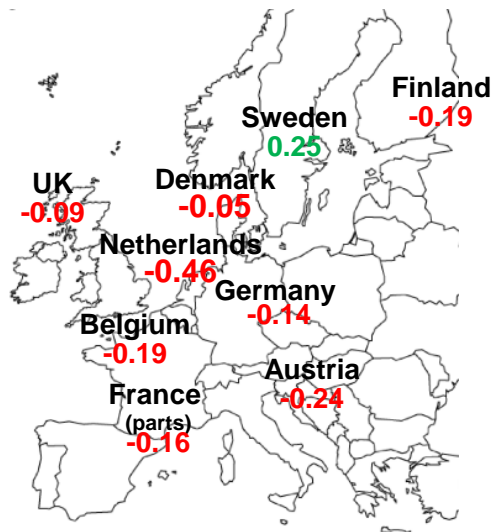 Finland
-0.19
Sweden
0.25
UK
-0.09
Denmark
-0.05
Netherlands
-0.46
Germany
-0.14
Belgium
-0.19
Austria
-0.24
France
(parts)
-0.16